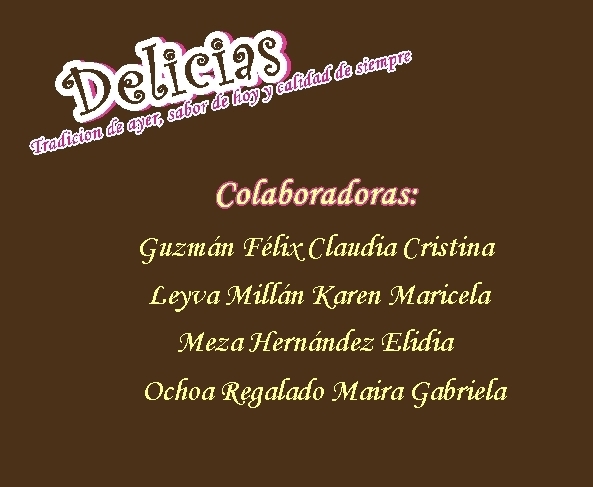 Delicias
Tradicion de ayer, sabor de hoy y calidad de siempre
Colaboradoras:
Guzmán Félix Claudia Cristina
Leyva Millán Karen Maricela
Meza Hernández Elidia
Ochoa Regalado Maira Gabriela